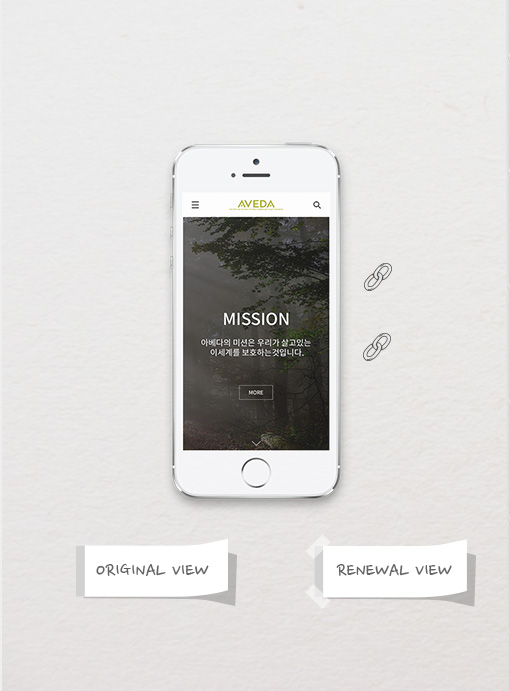 AVEDA
MISSION
아베다의 미션은 우리가 살고있는
이세계를 보호하는것입니다.
MORE
ORIGINAL VIEW
RENEWAL VIEW